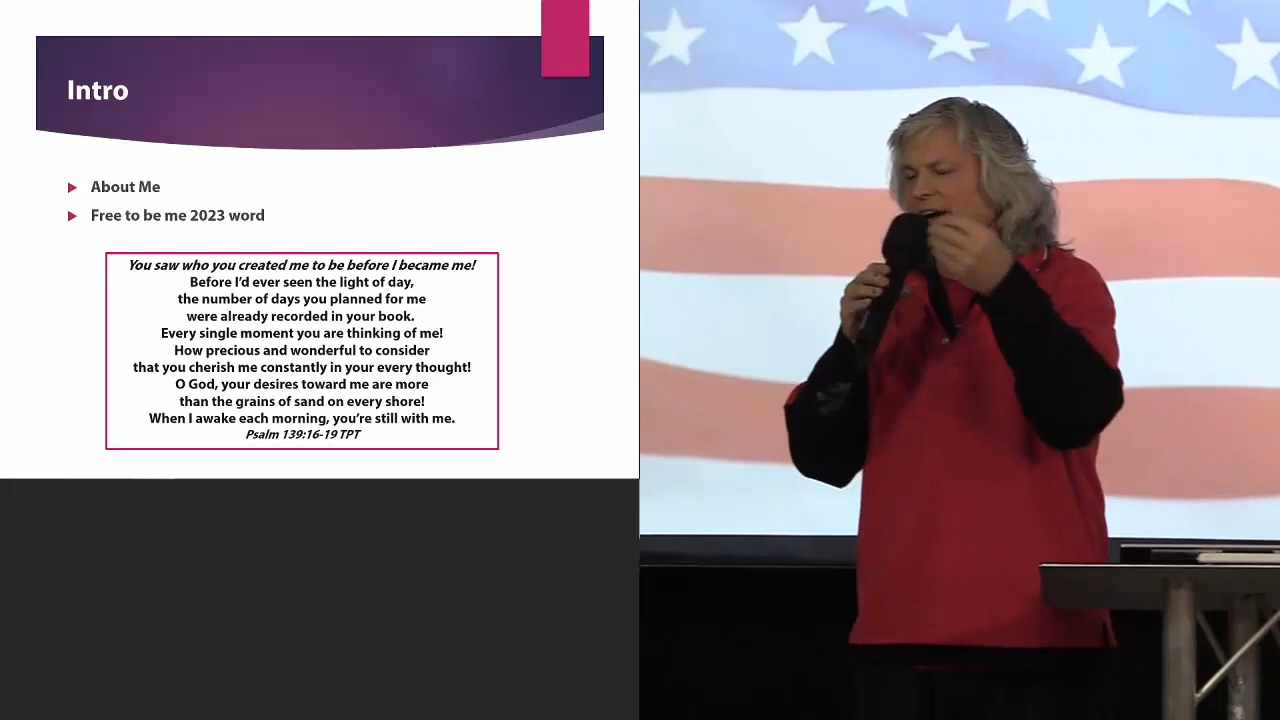 Intro
About Me
Free to be me 2023 word
You saw who you created me to be before I became me!
Before I'd ever seen the light of day,
the number of days you planned for me
were already recorded in your book.
Every single moment you are thinking of me!
How precious and wonderful to consider
that you cherish me constantly in your every thought!
O God, your desires toward me are more
than the grains of sand on every shore!
When I awake each morning, you're still with me.
Psalm 139:16-19 TPT